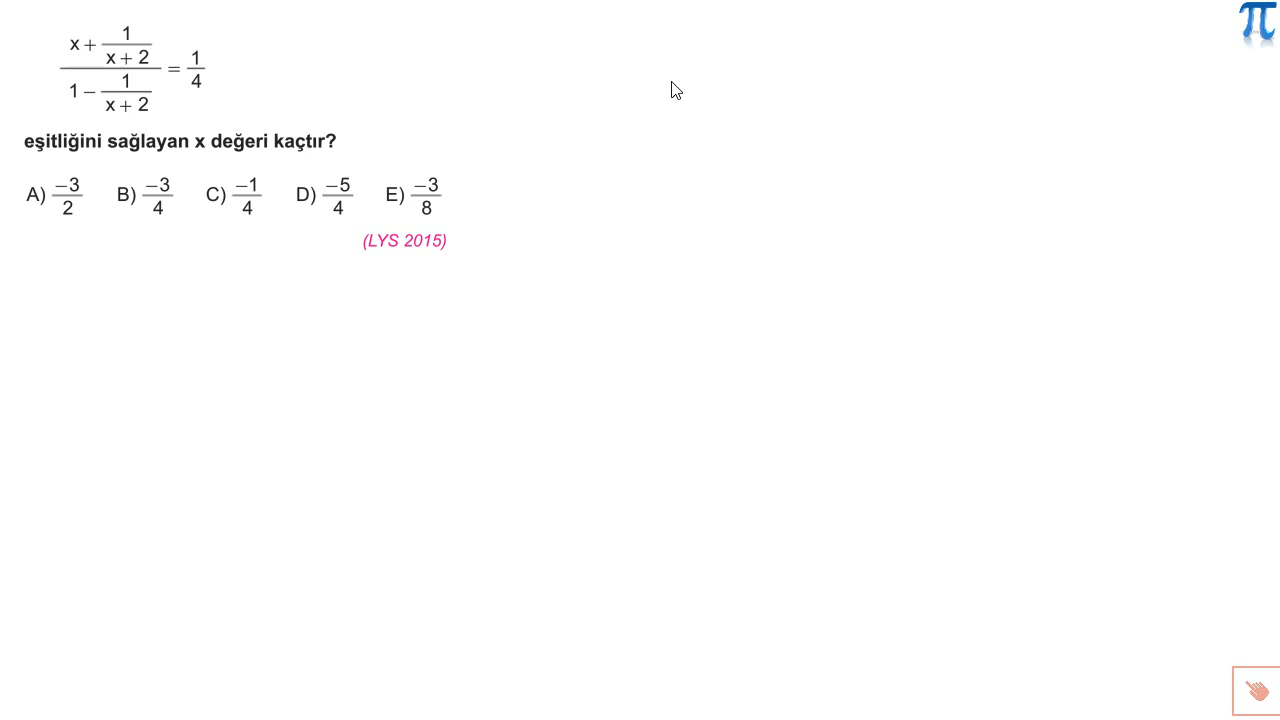 π
x + 1/(x + 2)
1 − 1/(x + 2)
= 1/4
eşitliğini sağlayan x değeri kaçtır?
A) −3/2 B) −3/4 C) −1/4 D) −5/4 E) −3/8
(LYS 2015)